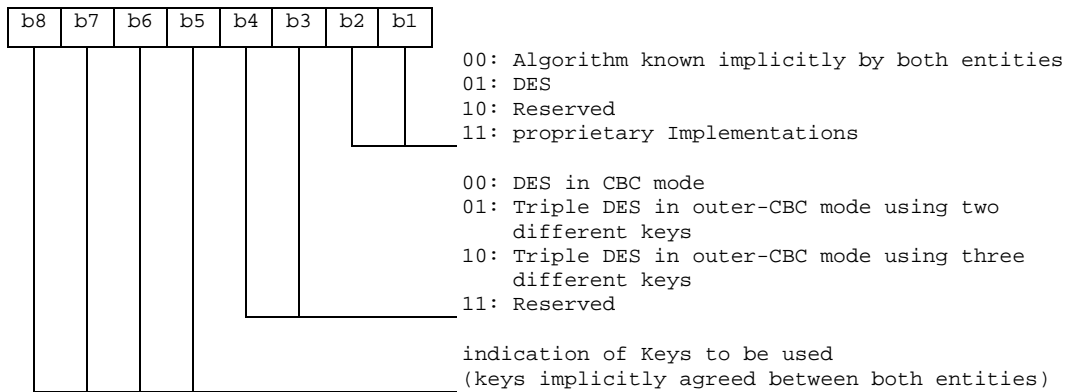 b8 b7 b6 b5 b4 b3 b2 b1
00: Algorithm known implicitly by both entities
01: DES
10: Reserved
11: proprietary Implementations
00: DES in CBC mode
01: Triple DES in outer-CBC mode using two
different keys
10: Triple DES in outer-CBC mode using three
different keys
11: Reserved
indication of Keys to be used
(keys implicitly agreed between both entities)